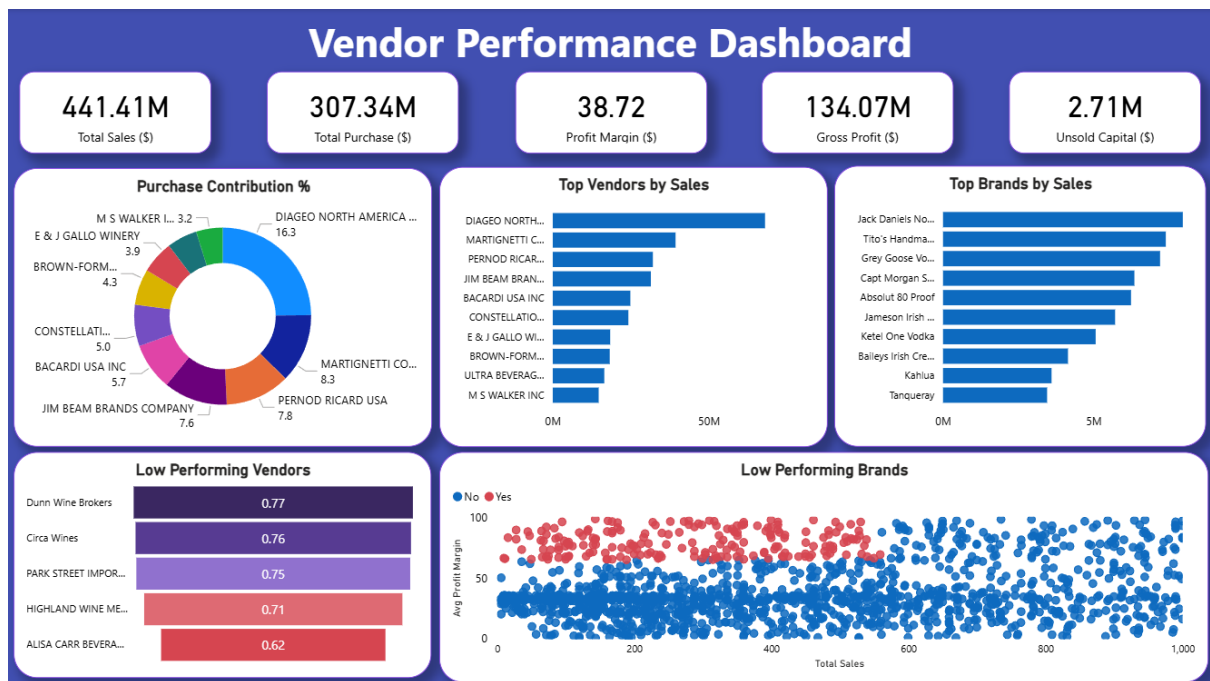 Vendor Performance Dashboard
441.41M
Total Sales ($)
307.34M
Total Purchase ($)
38.72
Profit Margin ($)
134.07M
Gross Profit ($)
2.71M
Unsold Capital ($)
Purchase Contribution %
M S WALKER I... 3.2
DIAGEO NORTH AMERICA ...
16.3
E & J GALLO WINERY
3.9
BROWN-FORM...
4.3
CONSTELLATI...
5.0
BACARDI USA INC
5.7
JIM BEAM BRANDS COMPANY
7.6
PERNOD RICARD USA
7.8
MARTIGNETTI CO...
8.3
Top Vendors by Sales
DIAGEO NORTH...
MARTIGNETTI C...
PERNOD RICAR...
JIM BEAM BRAN...
BACARDI USA INC
CONSTELLATIO...
E & J GALLO WI...
BROWN-FORM...
ULTRA BEVERAG...
M S WALKER INC
0M 50M
Top Brands by Sales
Jack Daniels No...
Tito's Handma...
Grey Goose Vo...
Capt Morgan S...
Absolut 80 Proof
Jameson Irish ...
Ketel One Vodka
Baileys Irish Cre...
Kahlua
Tanqueray
0M 5M
Low Performing Vendors
Dunn Wine Brokers 0.77
Circa Wines 0.76
PARK STREET IMPOR... 0.75
HIGHLAND WINE ME... 0.71
ALISA CARR BEVERA... 0.62
Low Performing Brands
No Yes
100
50
0
Avg Profit Margin
0 200 400 600 800 1,000
Total Sales